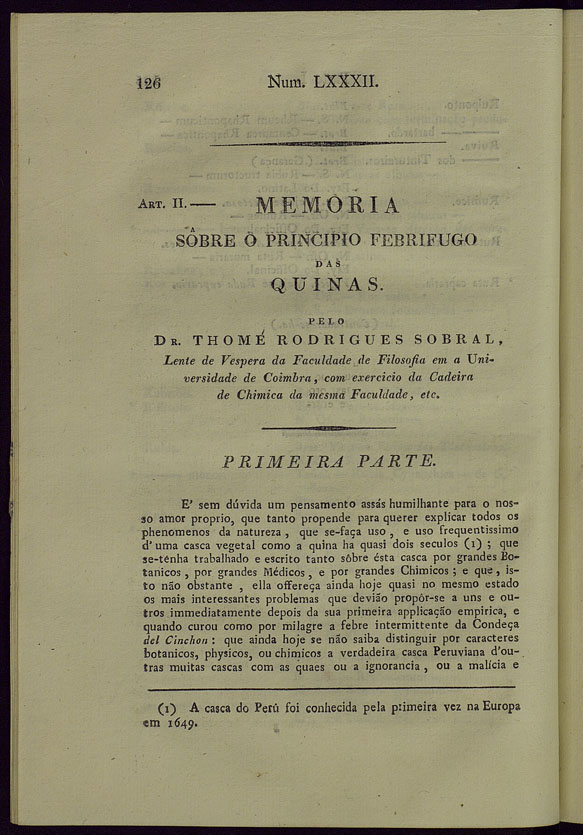 126 Num. LXXXII.
ART. II.— MEMORIA
SÔBRE O PRINCIPIO FEBRIFUGO
DAS
QUINAS.
PELO
DR. THOMÉ RODRIGUES SOBRAL,
Lente de Vespera da Faculdade de Filosofia em a Uni-
versidade de Coimbra, com exercicio da Cadeira
de Chimica da mesma Faculdade, etc.
PRIMEIRA PARTE.
E' sem dúvida um pensamento assás humilhante para o nos-
so amor proprio, que tanto propende para querer explicar todos os
phenomenos da natureza, que se-faça uso, e uso frequentissimo
d'uma casca vegetal como a quina ha quasi dois seculos (1); que
se-ténha trabalhado e escrito tanto sôbre ésta casca por grandes Bo-
tanicos, por grandes Médicos, e por grandes Chimicos; e que, is-
to não obstante, ella offereça ainda hoje quasi no mesmo estado
os mais interessantes problemas que devião propôr-se a uns e ou-
tros immediatamente depois da sua primeira applicação empirica, e
quando curou como por milagre a febre intermittente da Condeça
del Cinchon: que ainda hoje se não saiba distinguir por caracteres
botanicos, physicos, ou chimicos a verdadeira casca Peruviana d'ou-
tras muitas cascas com as quaes ou a ignorancia, ou a malícia e
(1) A casca do Perû foi conhecida pela primeira vez na Europa
em 1649.